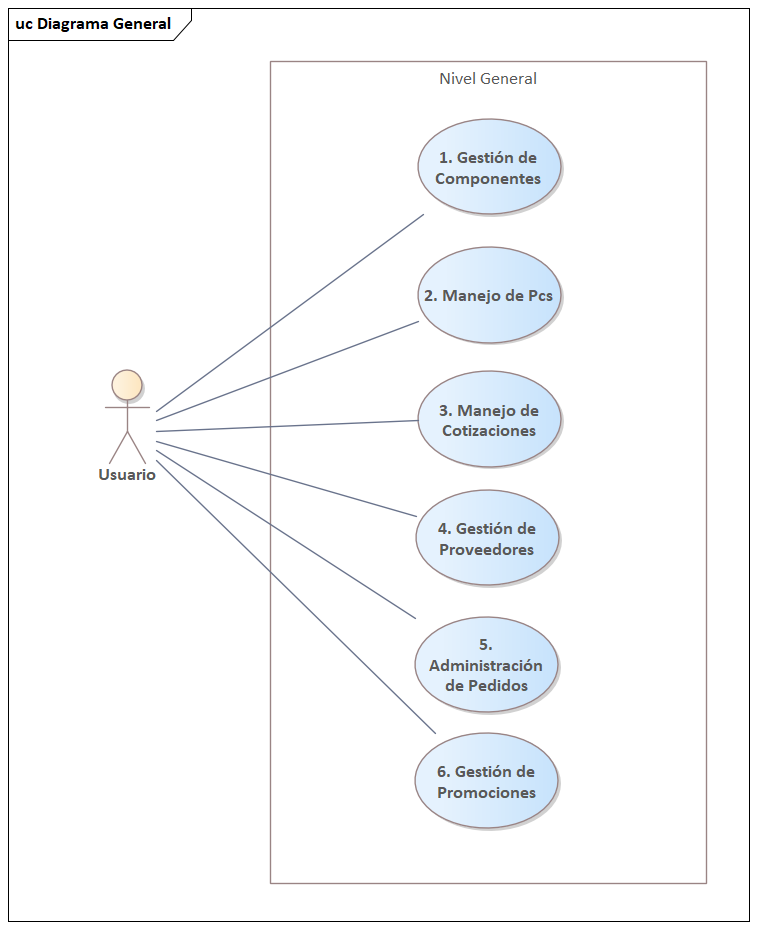 uc Diagrama General
Nivel General
1. Gestión de
Componentes
2. Manejo de Pcs
3. Manejo de
Cotizaciones
Usuario
4. Gestión de
Proveedores
5.
Administración
de Pedidos
6. Gestión de
Promociones